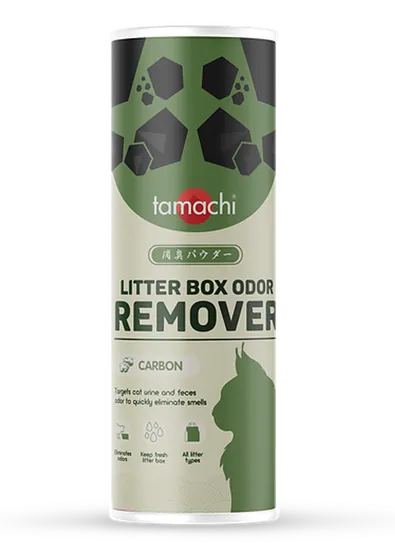 tamachi®
消臭パウダー
LITTER BOX ODOR
REMOVER
CARBON
Targets cat urine and feces
odor to quickly eliminate smells
Eliminates
odors
Keep fresh
litter box
All litter
types